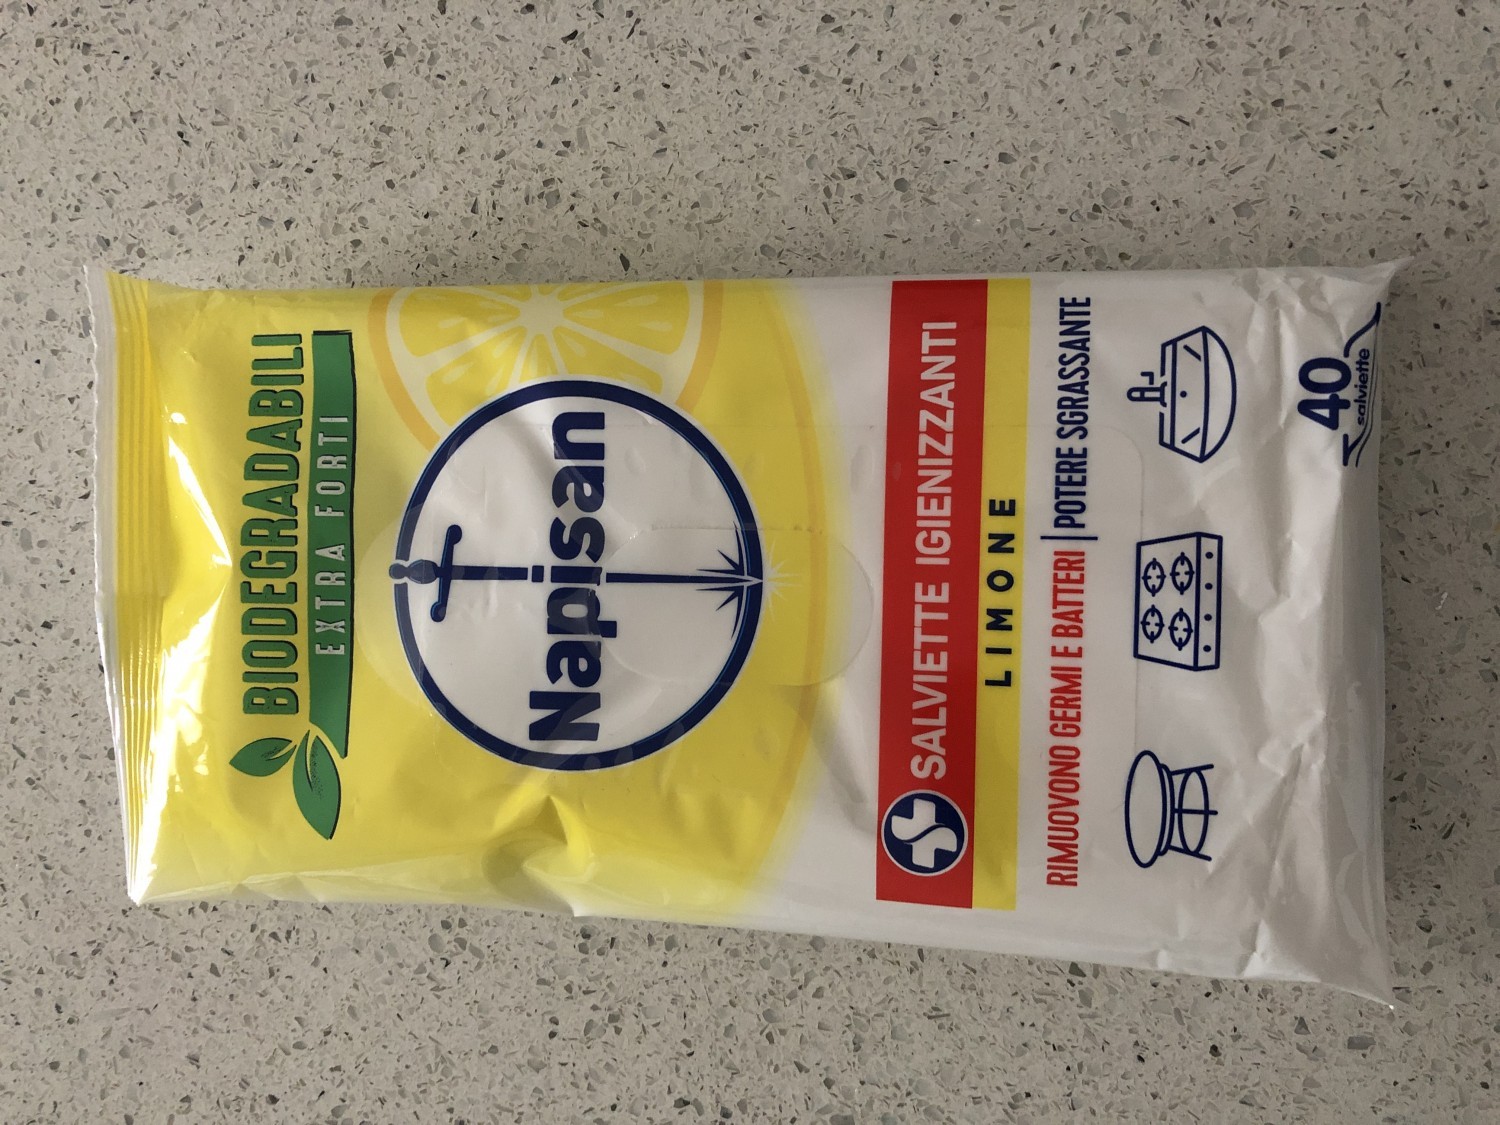 BIODEGRADABILI
EXTRA FORTI
Napisan
SALVIETTE IGIENIZZANTI
LIMONE
RIMUOVONO GERMI E BATTERI | POTERE SGRASSANTE
40
salviette